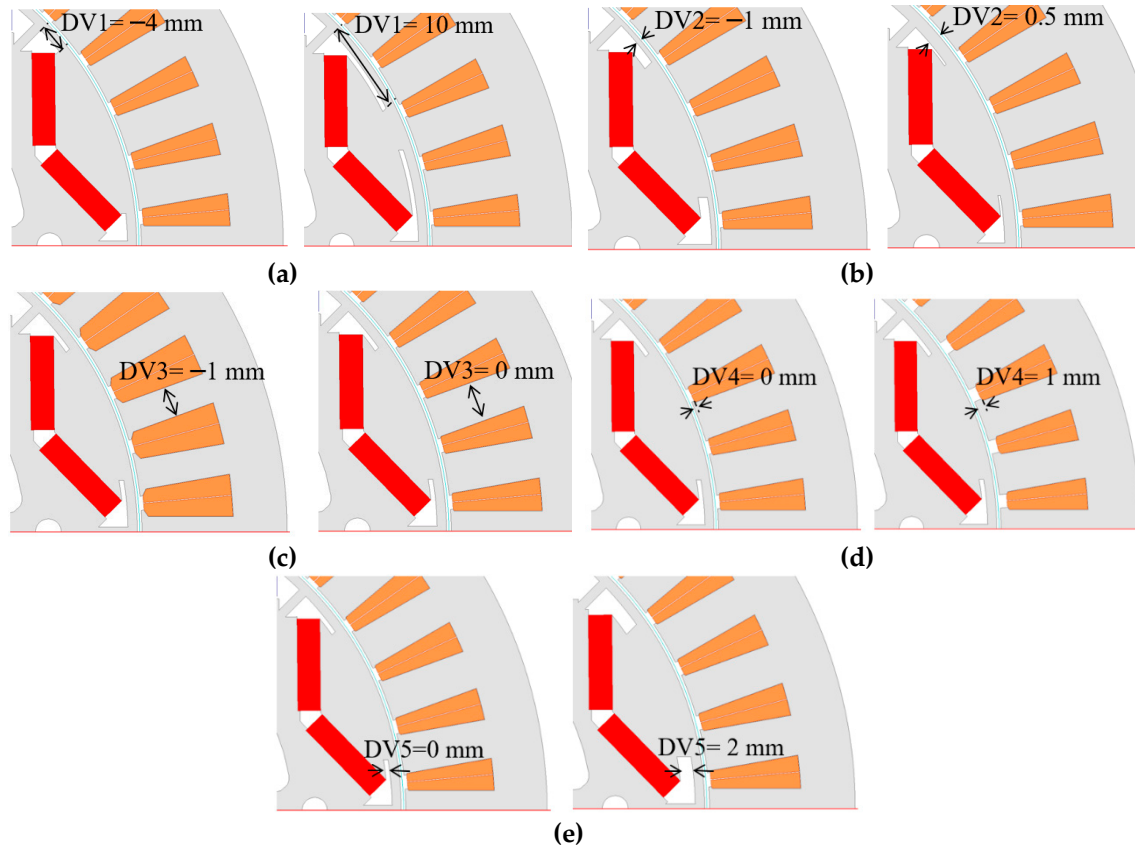 DV1= −4 mm
DV1= 10 mm
DV2= −1 mm
DV2= 0.5 mm
(a)
(b)
DV3= −1 mm
DV3= 0 mm
DV4= 0 mm
DV4= 1 mm
(c)
(d)
DV5=0 mm
DV5= 2 mm
(e)